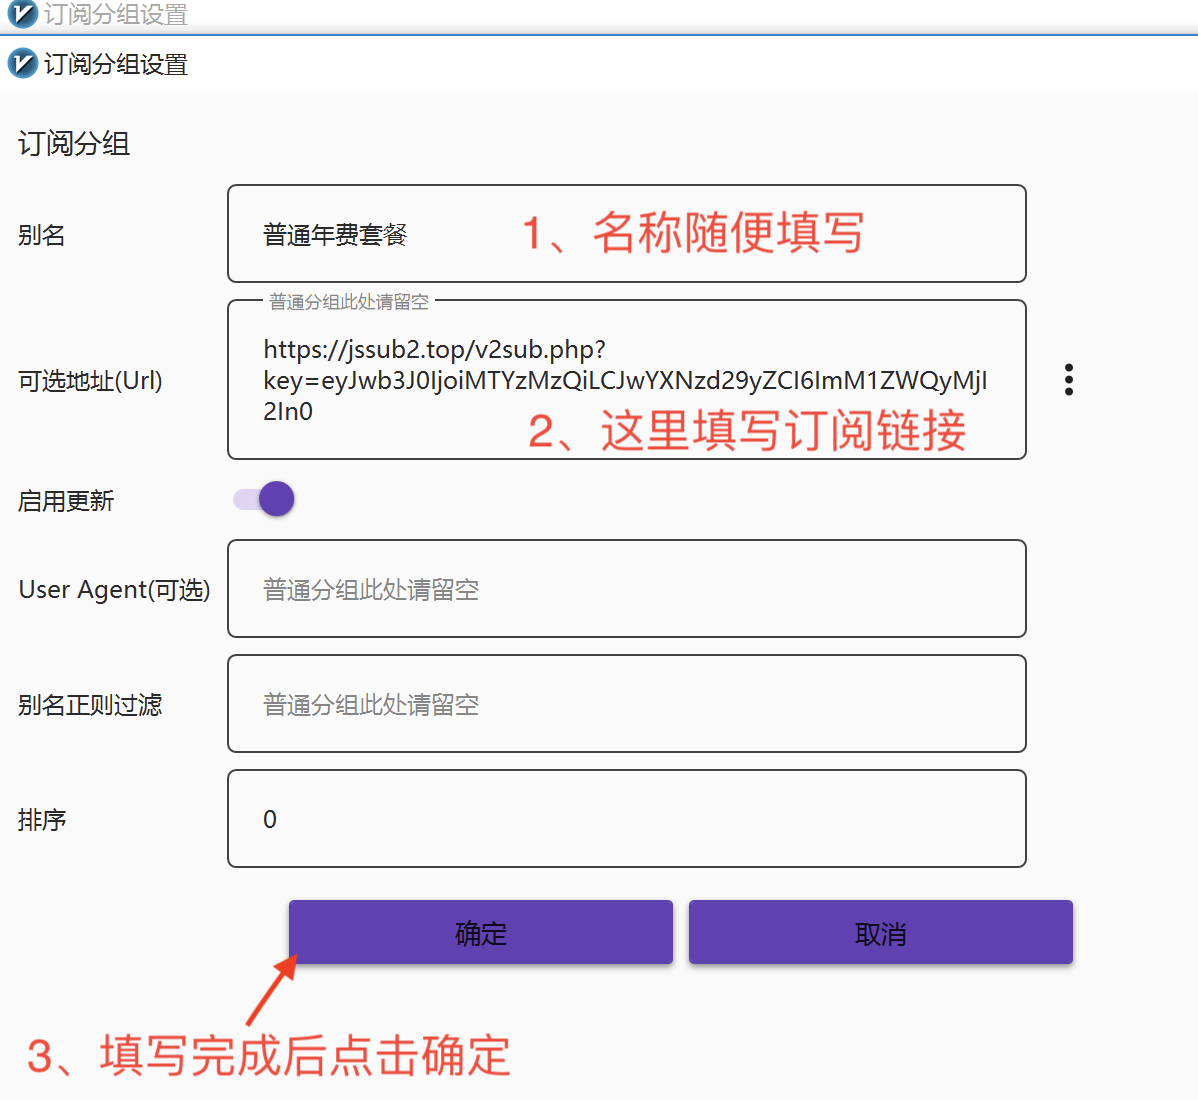 订阅分组设置
订阅分组设置
订阅分组
别名
普通年费套餐
1、名称随便填写
普通分组此处请留空
可选地址(Url)
https://jssub2.top/v2sub.php?
key=eyJwb3J0IjoiMTYzMzQiLCJwYXNzd29yZCI6ImM1ZWQyMjI
2In0
2、这里填写订阅链接
启用更新
User Agent(可选)
普通分组此处请留空
别名正则过滤
普通分组此处请留空
排序
0
确定
取消
3、填写完成后点击确定